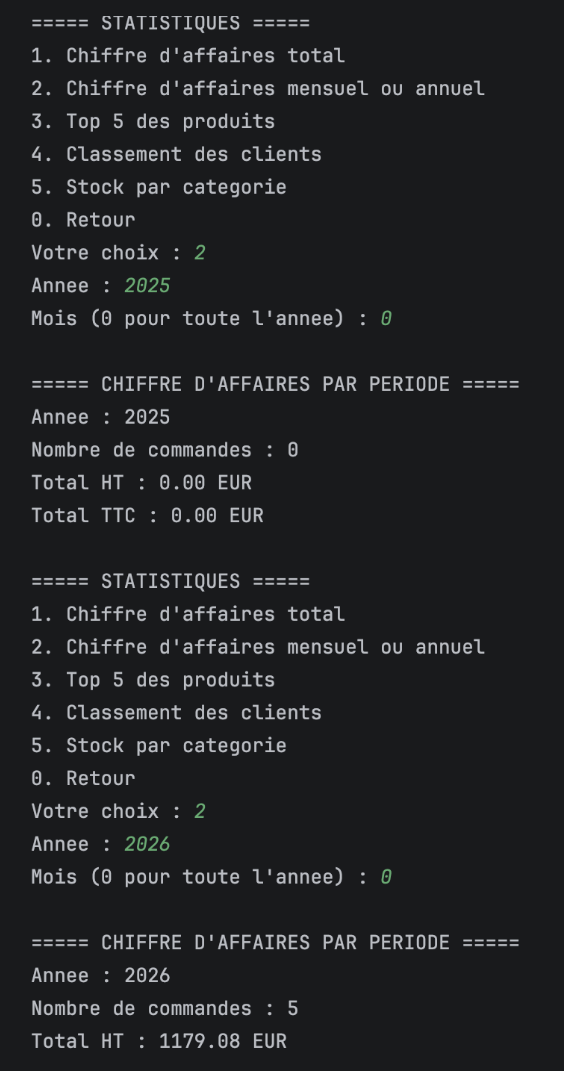 ===== STATISTIQUES =====
1. Chiffre d'affaires total
2. Chiffre d'affaires mensuel ou annuel
3. Top 5 des produits
4. Classement des clients
5. Stock par categorie
0. Retour
Votre choix : 2
Annee : 2025
Mois (0 pour toute l'annee) : 0
===== CHIFFRE D'AFFAIRES PAR PERIODE =====
Annee : 2025
Nombre de commandes : 0
Total HT : 0.00 EUR
Total TTC : 0.00 EUR
===== STATISTIQUES =====
1. Chiffre d'affaires total
2. Chiffre d'affaires mensuel ou annuel
3. Top 5 des produits
4. Classement des clients
5. Stock par categorie
0. Retour
Votre choix : 2
Annee : 2026
Mois (0 pour toute l'annee) : 0
===== CHIFFRE D'AFFAIRES PAR PERIODE =====
Annee : 2026
Nombre de commandes : 5
Total HT : 1179.08 EUR